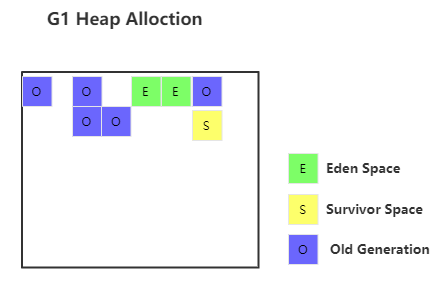 G1 Heap Alloction
O O E E O
O O S
E Eden Space
S Survivor Space
O Old Generation